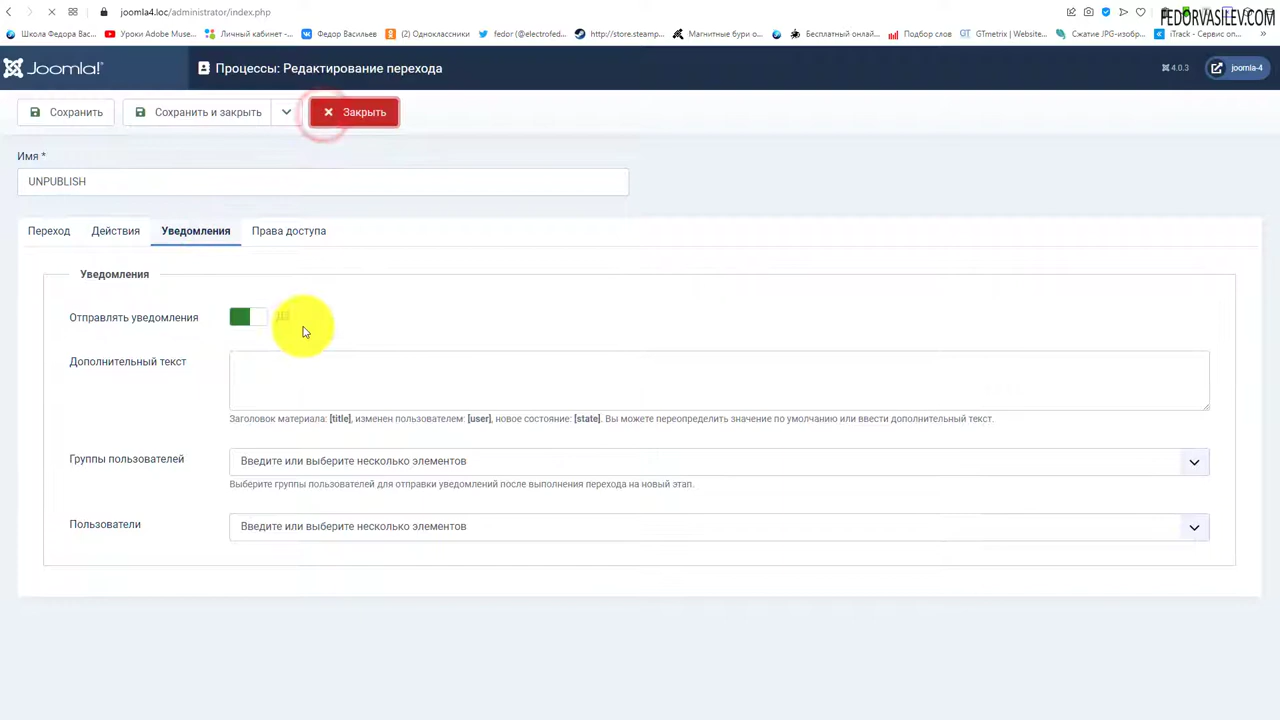 joomla4.loc/administrator/index.php
FEDORVASILEV.COM
Школа Федора Вас... Уроки Adobe Muse... Личный кабинет -... Федор Васильев (2) Одноклассники fedor (@electrofed... http://store.steamp... Магнитные бури о... Бесплатный онлай... Подбор слов GTmetrix | Website... Сжатие JPG-изобр... iTrack - Сервис оп... »
Joomla!® Процессы: Редактирование перехода 4.0.3 joomla-4
Сохранить Сохранить и закрыть Закрыть
Имя *
UNPUBLISH
Переход Действия Уведомления Права доступа
Уведомления
Отправлять уведомления
Дополнительный текст
Заголовок материала: [title], изменен пользователем: [user], новое состояние: [state]. Вы можете переопределить значение по умолчанию или ввести дополнительный текст.
Группы пользователей Введите или выберите несколько элементов
Выберите группы пользователей для отправки уведомлений после выполнения перехода на новый этап.
Пользователи Введите или выберите несколько элементов